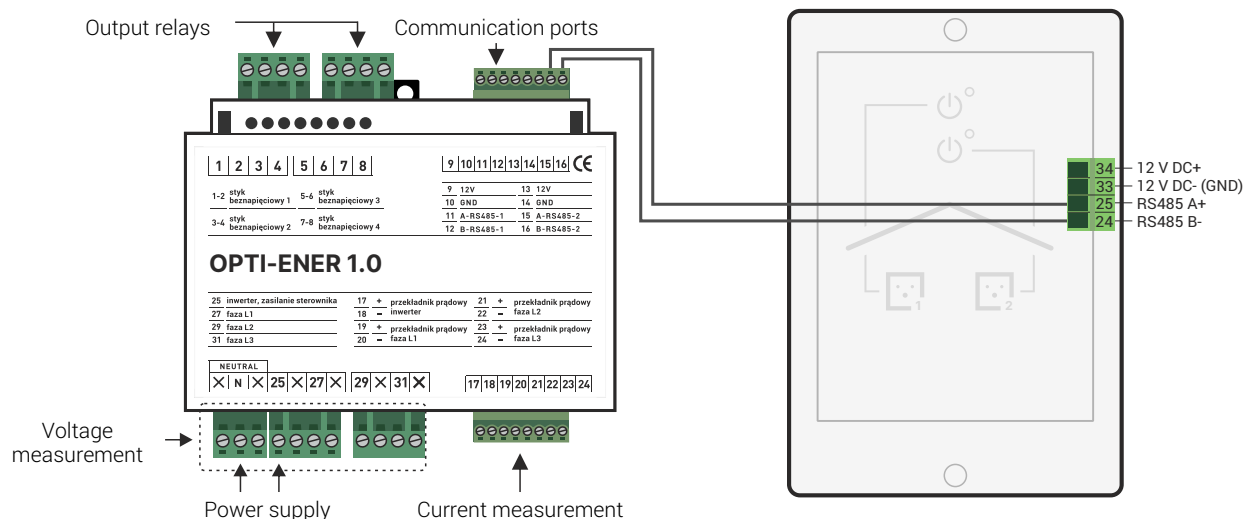 Output relays
Communication ports
1 2 3 4 5 6 7 8
9 10 11 12 13 14 15 16 CE
1-2 styk beznapięciowy 1
5-6 styk beznapięciowy 3
3-4 styk beznapięciowy 2
7-8 styk beznapięciowy 4
9 12V 13 12V
10 GND 14 GND
11 A-RS485-1 15 A-RS485-2
12 B-RS485-1 16 B-RS485-2
OPTI-ENER 1.0
25 inwerter, zasilanie sterownika
27 faza L1
29 faza L2
31 faza L3
17 + przekładnik prądowy
18 – inwerter
19 + przekładnik prądowy
20 – faza L1
21 + przekładnik prądowy
22 – faza L2
23 + przekładnik prądowy
24 – faza L3
NEUTRAL
X N X 25 X 27 X 29 X 31 X
17 18 19 20 21 22 23 24
Voltage
measurement
Power supply
Current measurement
34 12 V DC+
33 12 V DC- (GND)
25 RS485 A+
24 RS485 B-
1 2